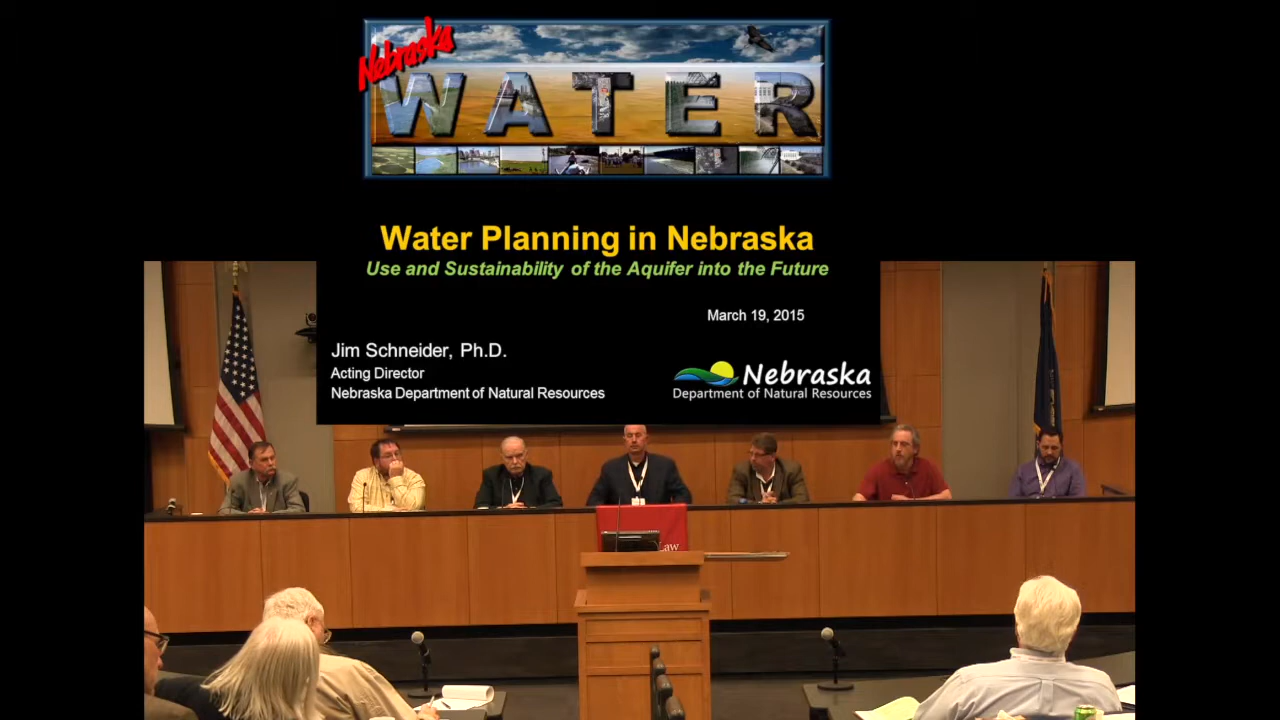 Nebraska
WATER
Water Planning in Nebraska
Use and Sustainability of the Aquifer into the Future
March 19, 2015
Jim Schneider, Ph.D.
Acting Director
Nebraska Department of Natural Resources
Nebraska
Department of Natural Resources
Law